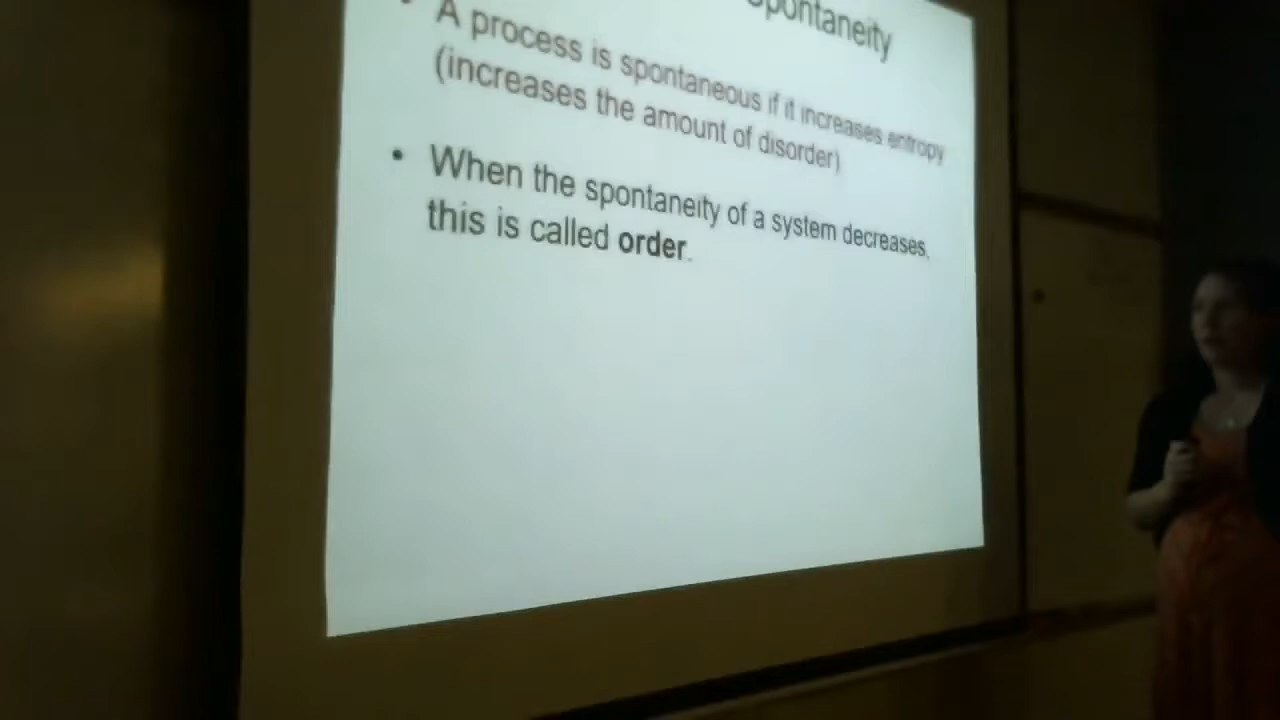 Spontaneity
• A process is spontaneous if it increases entropy
(increases the amount of disorder)
• When the spontaneity of a system decreases,
this is called order.